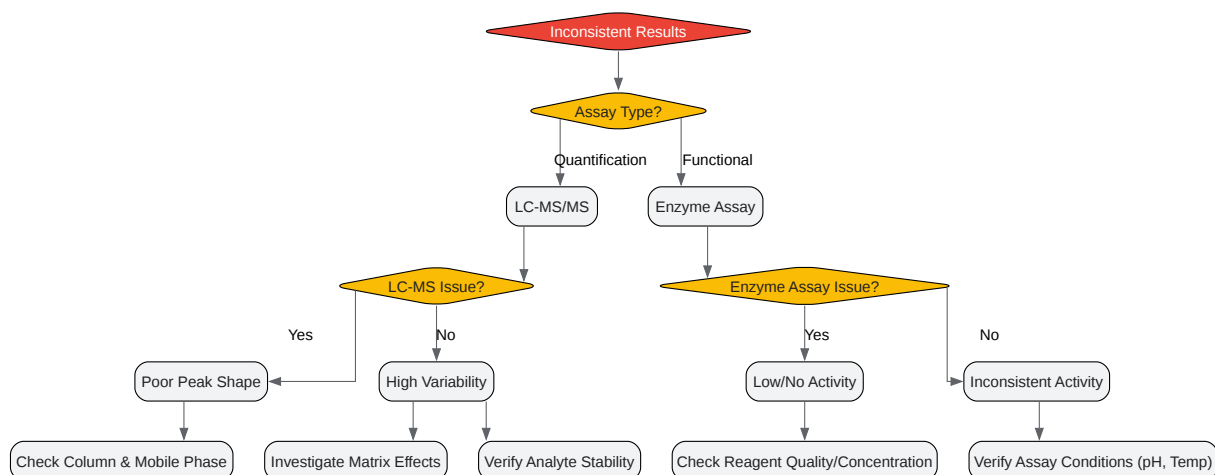 Inconsistent Results
Assay Type?
Quantification
Functional
LC-MS/MS
Enzyme Assay
LC-MS Issue?
Enzyme Assay Issue?
Yes
No
Yes
No
Poor Peak Shape
High Variability
Low/No Activity
Inconsistent Activity
Check Column & Mobile Phase
Investigate Matrix Effects
Verify Analyte Stability
Check Reagent Quality/Concentration
Verify Assay Conditions (pH, Temp)